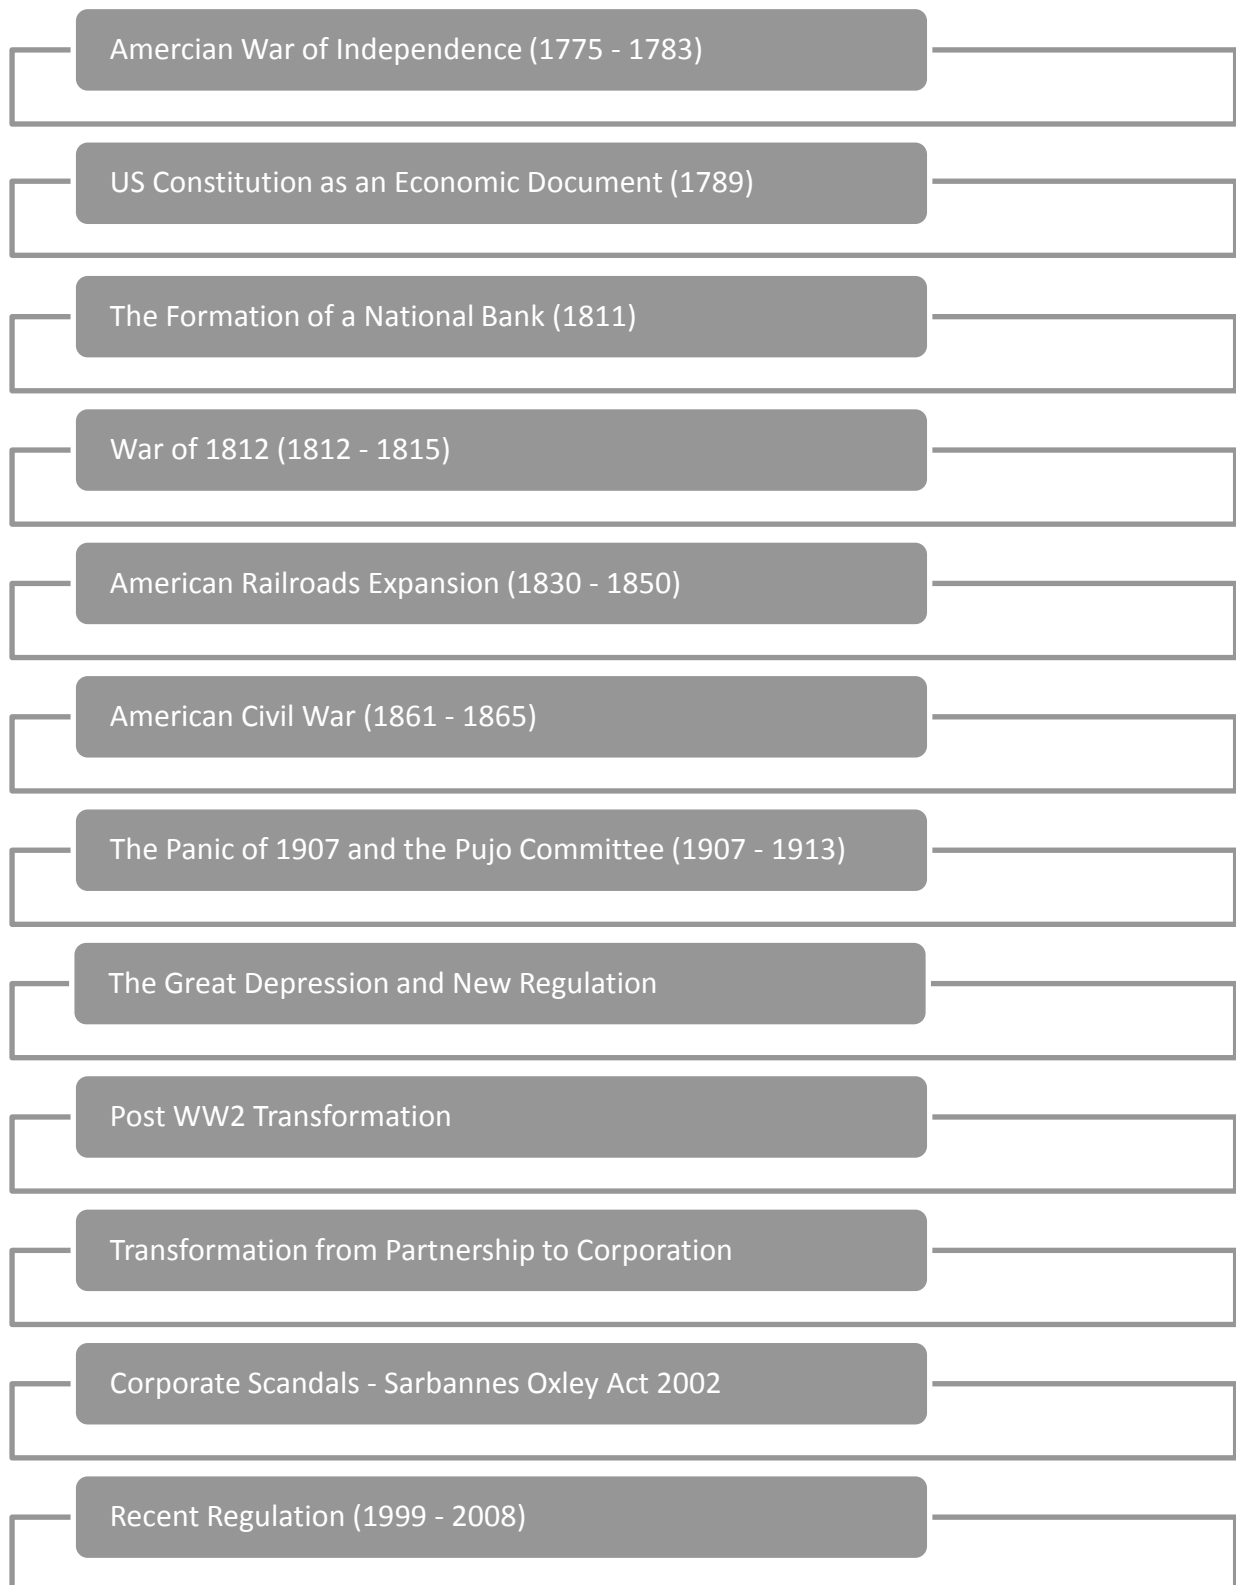 Amercian War of Independence (1775 - 1783)
US Constitution as an Economic Document (1789)
The Formation of a National Bank (1811)
War of 1812 (1812 - 1815)
American Railroads Expansion (1830 - 1850)
American Civil War (1861 - 1865)
The Panic of 1907 and the Pujo Committee (1907 - 1913)
The Great Depression and New Regulation
Post WW2 Transformation
Transformation from Partnership to Corporation
Corporate Scandals - Sarbannes Oxley Act 2002
Recent Regulation (1999 - 2008)